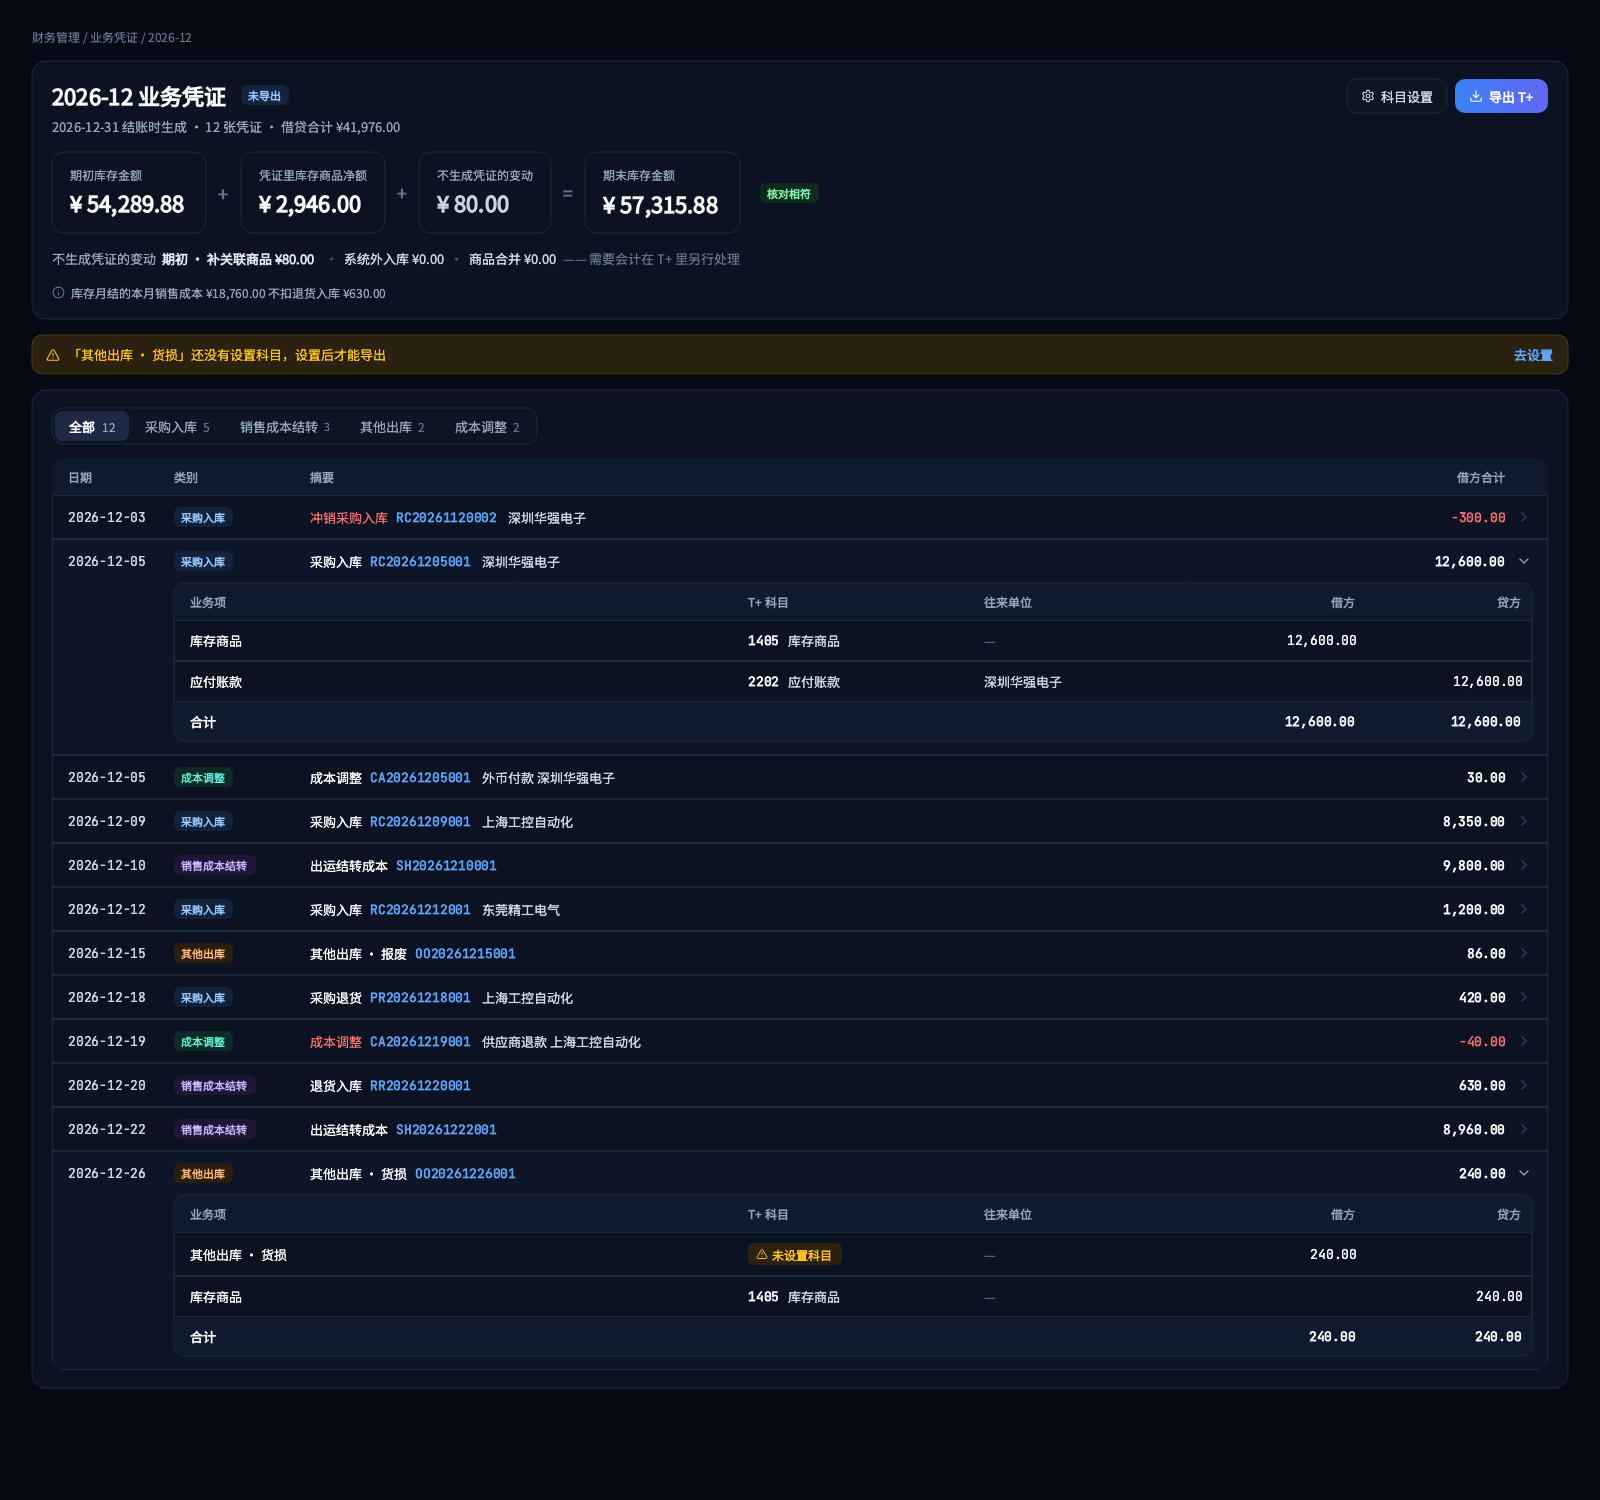 财务管理 / 业务凭证 / 2026-12
2026-12 业务凭证 未导出
科目设置 导出 T+
2026-12-31 结账时生成 • 12 张凭证 • 借贷合计 ¥41,976.00
期初库存金额 凭证里库存商品净额 不生成凭证的变动 期末库存金额
¥54,289.88 + ¥2,946.00 + ¥80.00 = ¥57,315.88 核对相符
不生成凭证的变动 期初 • 补关联商品 ¥80.00 • 系统外入库 ¥0.00 • 商品合并 ¥0.00 —— 需要会计在 T+ 里另行处理
库存月结的本月销售成本 ¥18,760.00 不扣退货入库 ¥630.00
「其他出库 • 货损」还没有设置科目，设置后才能导出 去设置
全部 12 采购入库 5 销售成本结转 3 其他出库 2 成本调整 2
日期 类别 摘要 借方合计
2026-12-03 采购入库 冲销采购入库 RC20261120002 深圳华强电子 -300.00
2026-12-05 采购入库 采购入库 RC20261205001 深圳华强电子 12,600.00
业务项 T+ 科目 往来单位 借方 贷方
库存商品 1405 库存商品 — 12,600.00
应付账款 2202 应付账款 深圳华强电子 12,600.00
合计 12,600.00 12,600.00
2026-12-05 成本调整 成本调整 CA20261205001 外币付款 深圳华强电子 30.00
2026-12-09 采购入库 采购入库 RC20261209001 上海工控自动化 8,350.00
2026-12-10 销售成本结转 出运结转成本 SH20261210001 9,800.00
2026-12-12 采购入库 采购入库 RC20261212001 东莞精工电气 1,200.00
2026-12-15 其他出库 其他出库 • 报废 OO20261215001 86.00
2026-12-18 采购入库 采购退货 PR20261218001 上海工控自动化 420.00
2026-12-19 成本调整 成本调整 CA20261219001 供应商退款 上海工控自动化 -40.00
2026-12-20 销售成本结转 退货入库 RR20261220001 630.00
2026-12-22 销售成本结转 出运结转成本 SH20261222001 8,960.00
2026-12-26 其他出库 其他出库 • 货损 OO20261226001 240.00
业务项 T+ 科目 往来单位 借方 贷方
其他出库 • 货损 未设置科目 — 240.00
库存商品 1405 库存商品 — 240.00
合计 240.00 240.00